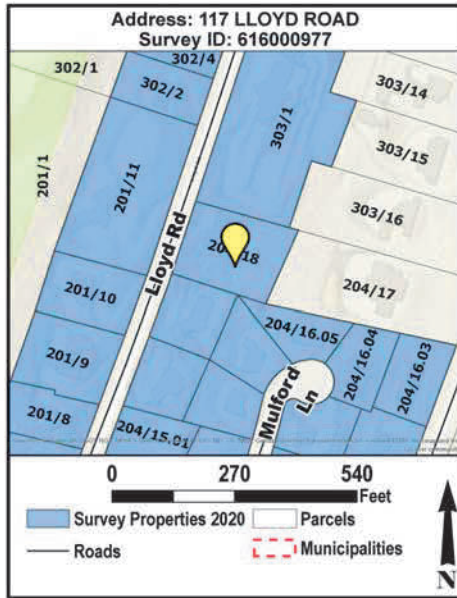 Address: 117 LLOYD ROAD
Survey ID: 616000977
302/1
302/4
302/2
303/14
303/1
201/1
201/11
303/15
303/16
Lloyd Rd
201/10
204/17
204/16.05
201/9
204/16.04
204/16.03
Mulford
Ln
201/8
204/15.01
0 270 540
Feet
Survey Properties 2020
Parcels
Roads
Municipalities
N